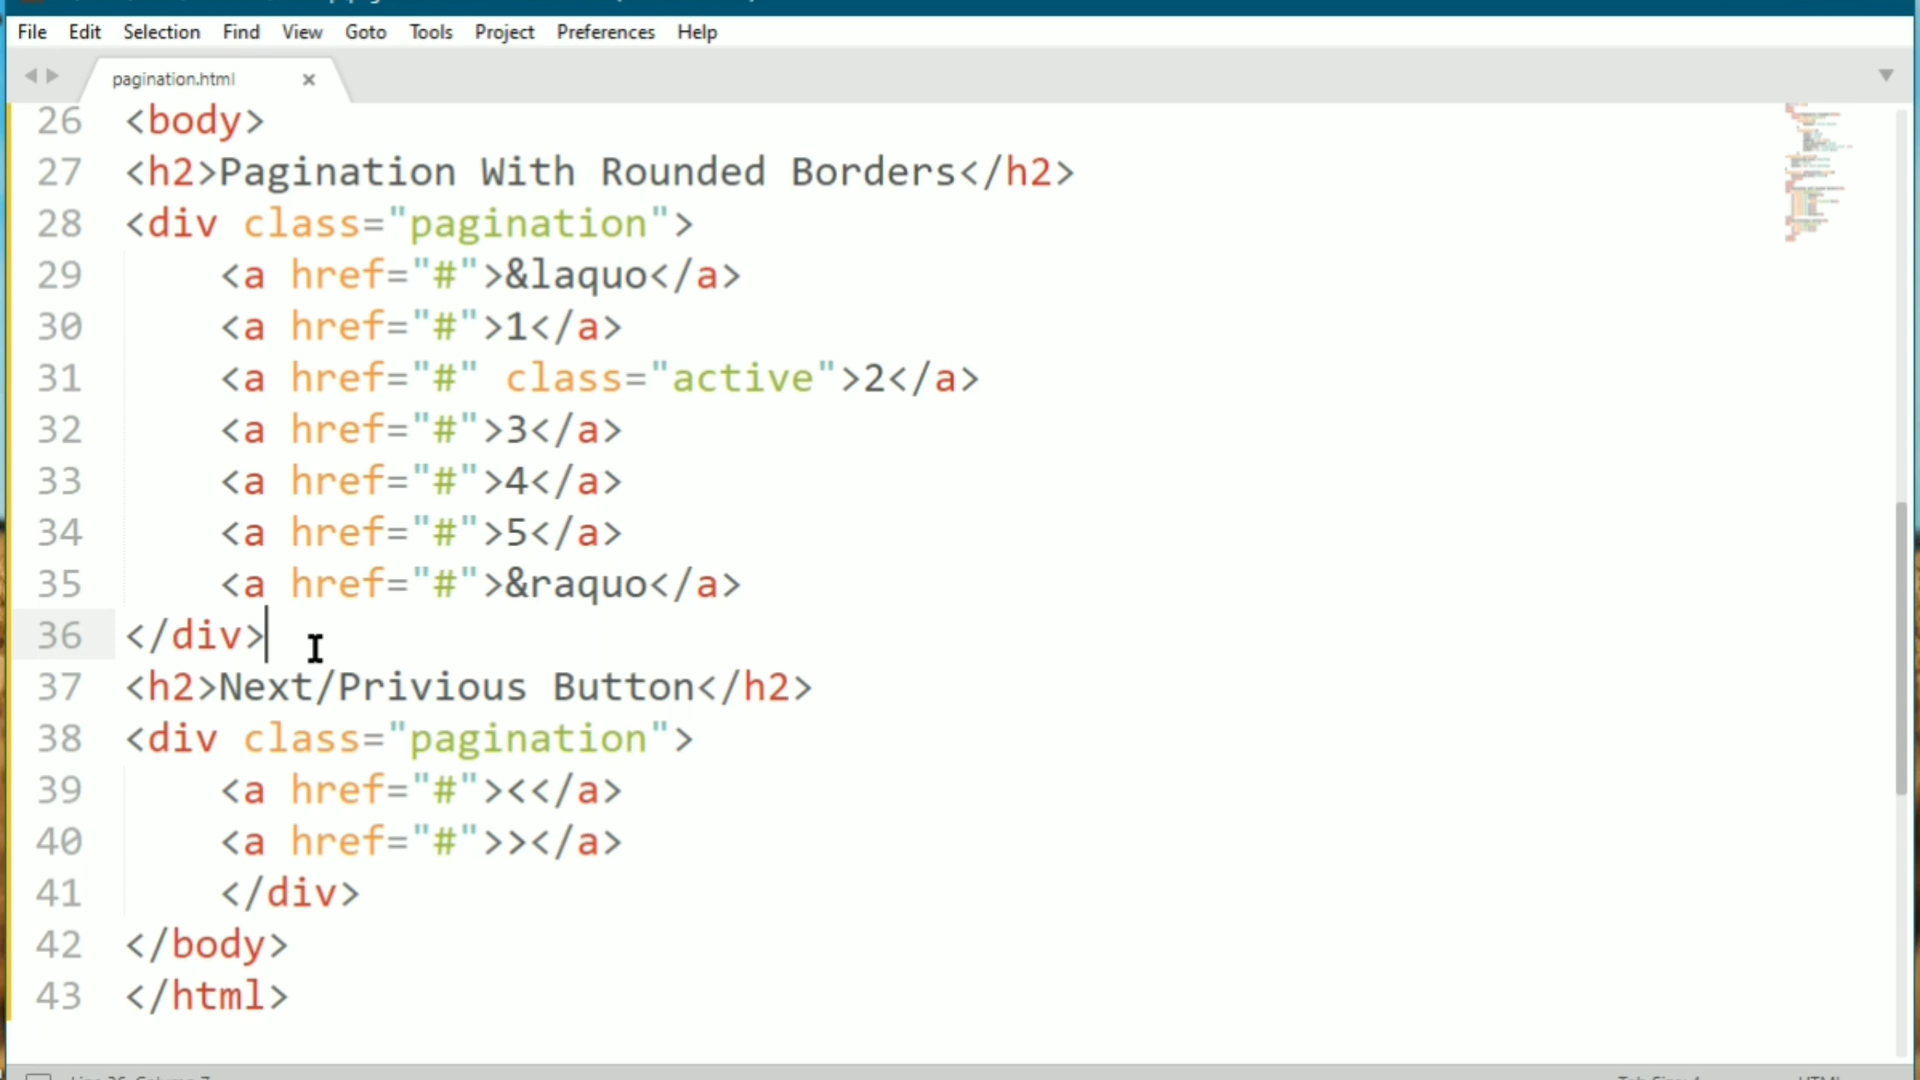 File Edit Selection Find View Goto Tools Project Preferences Help
pagination.html ×
26 <body>
27 <h2>Pagination With Rounded Borders</h2>
28 <div class="pagination">
29 <a href="#">&laquo</a>
30 <a href="#">1</a>
31 <a href="#" class="active">2</a>
32 <a href="#">3</a>
33 <a href="#">4</a>
34 <a href="#">5</a>
35 <a href="#">&raquo</a>
36 </div>
37 <h2>Next/Privious Button</h2>
38 <div class="pagination">
39 <a href="#"><</a>
40 <a href="#">></a>
41 </div>
42 </body>
43 </html>